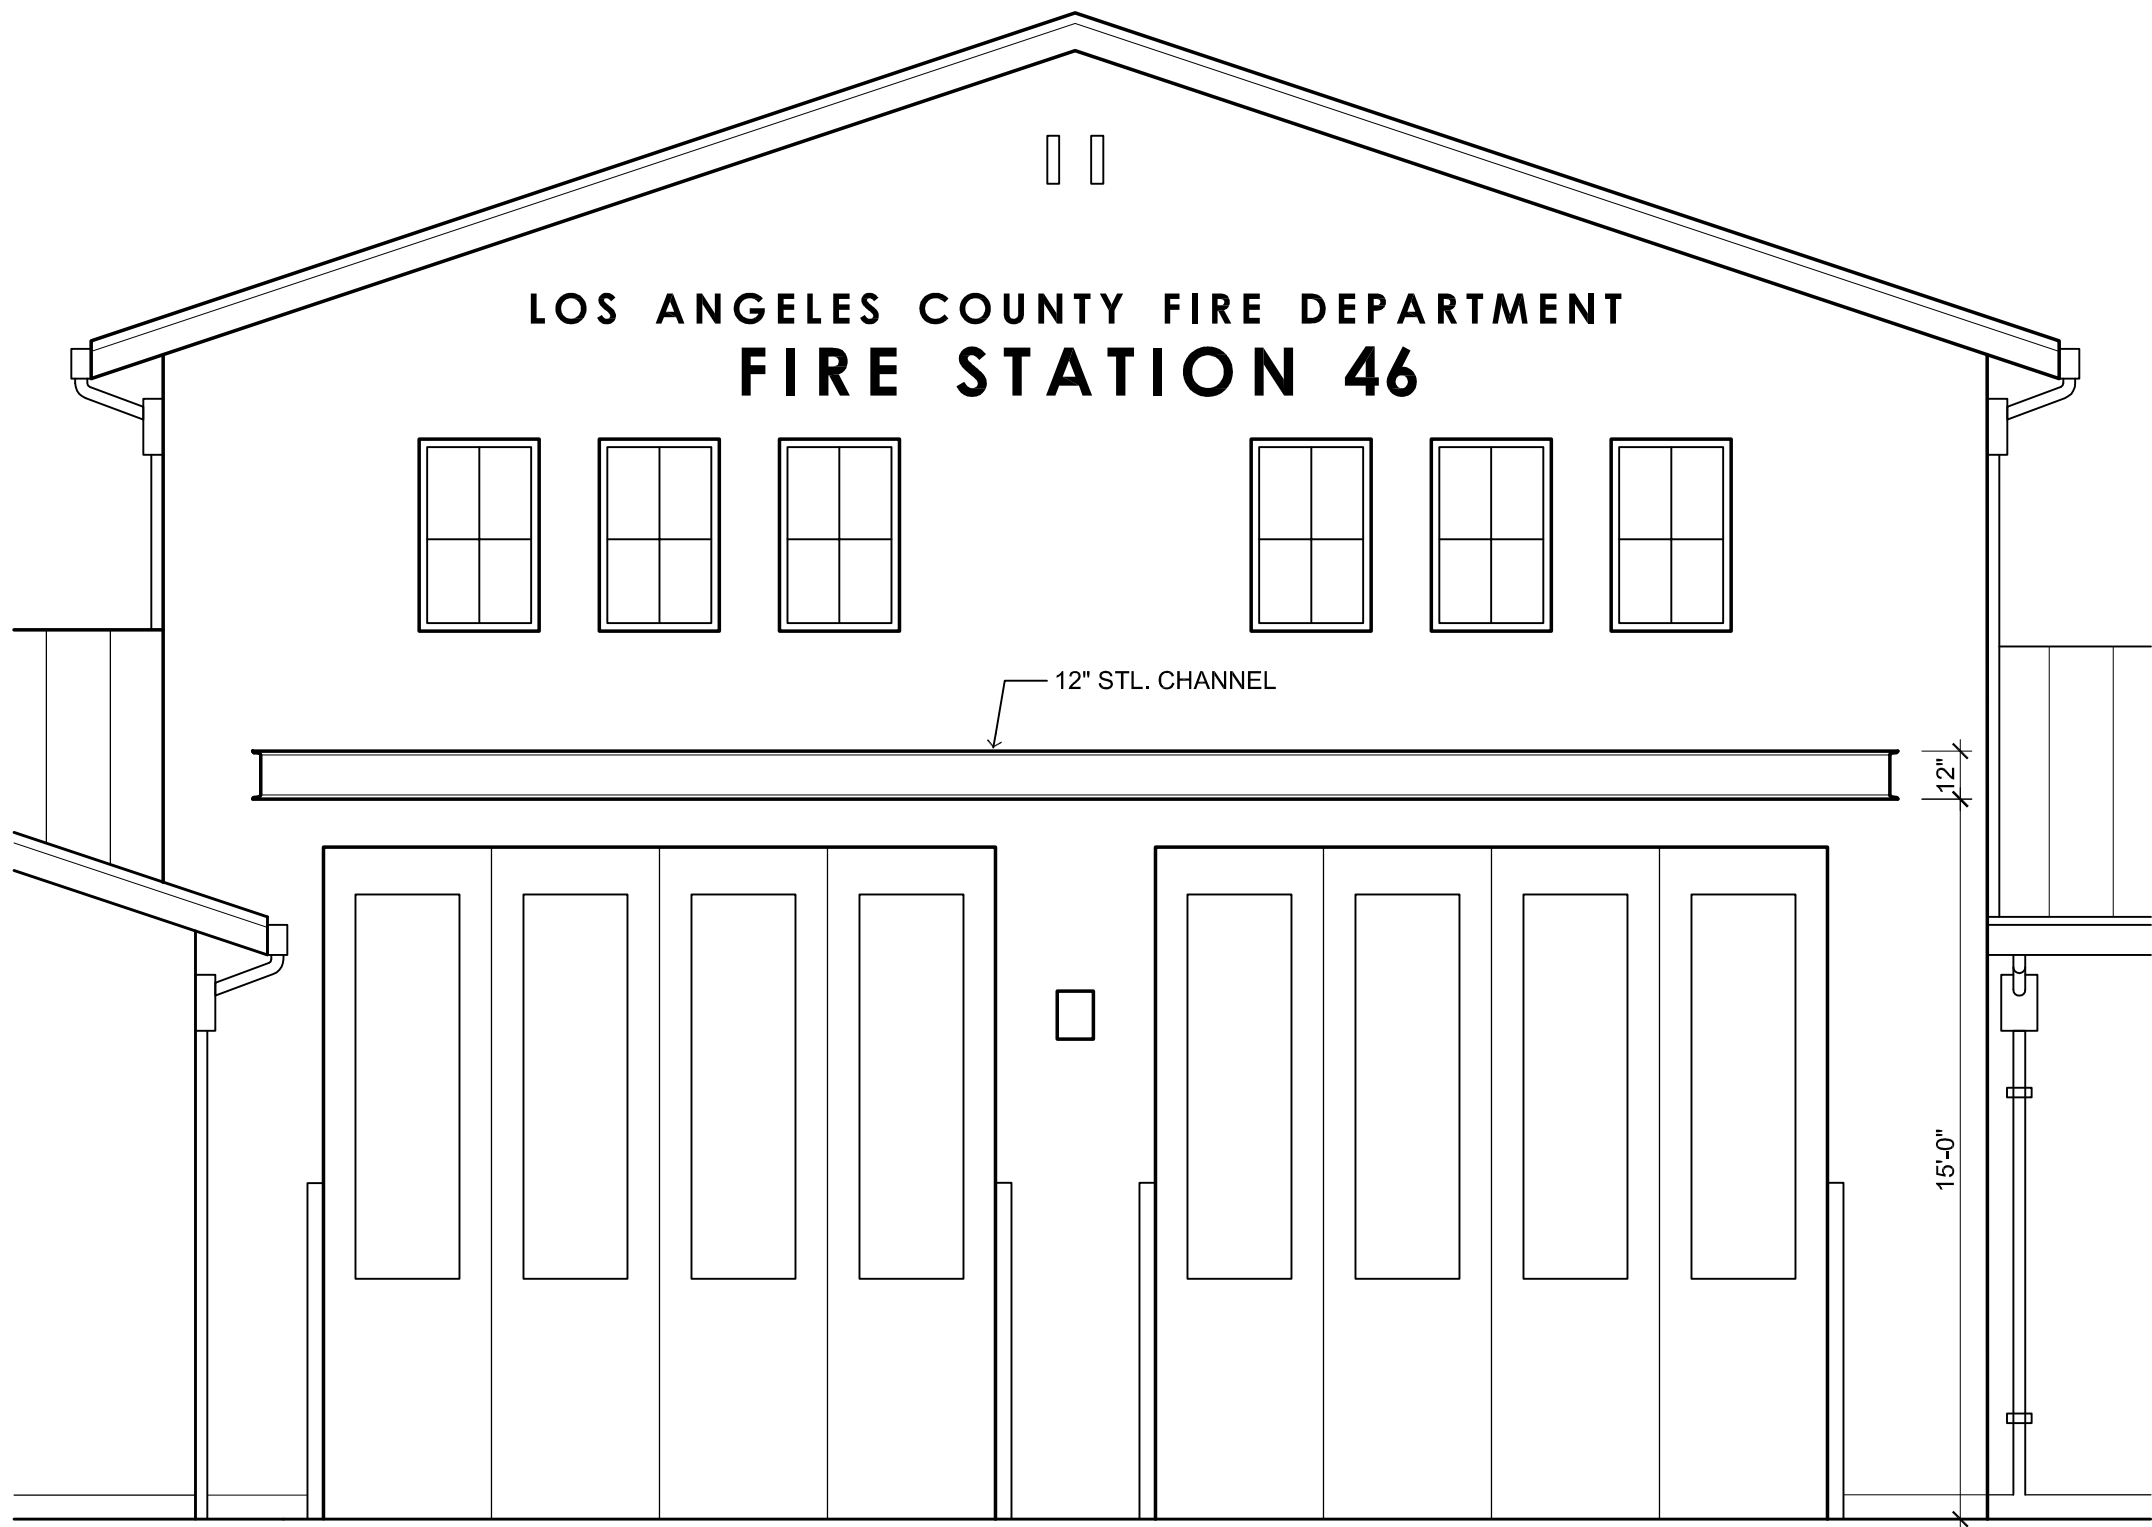 LOS ANGELES COUNTY FIRE DEPARTMENT
FIRE STATION 46
12" STL. CHANNEL
12"
15'-0"